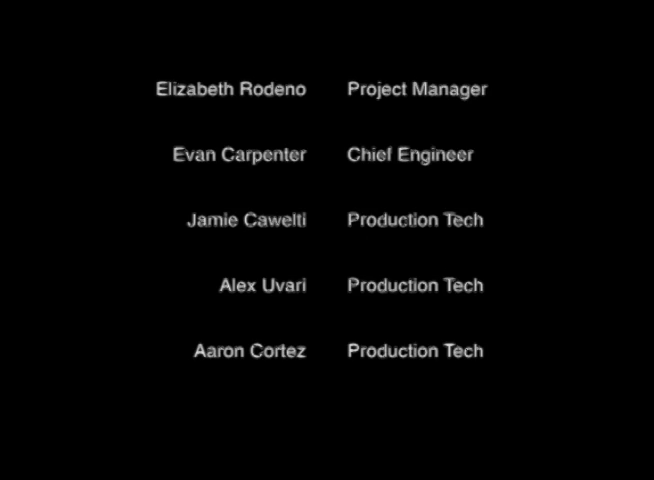 Elizabeth Rodeno Project Manager
Evan Carpenter Chief Engineer
Jamie Cawelti Production Tech
Alex Uvari Production Tech
Aaron Cortez Production Tech